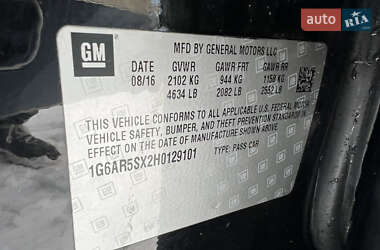 auto RIA
GM
MFD BY GENERAL MOTORS LLC
DATE GVWR GAWR FRT GAWR RR
08/16 2102 KG 944 KG 1158 KG
4634 LB 2082 LB 2552 LB
THIS VEHICLE CONFORMS TO ALL APPLICABLE U.S. FEDERAL MOTOR
VEHICLE SAFETY, BUMPER, AND THEFT PREVENTION STANDARDS IN
EFFECT ON THE DATE OF MANUFACTURE SHOWN ABOVE.
1G6AR5SX2H0129101 TYPE: PASS CAR